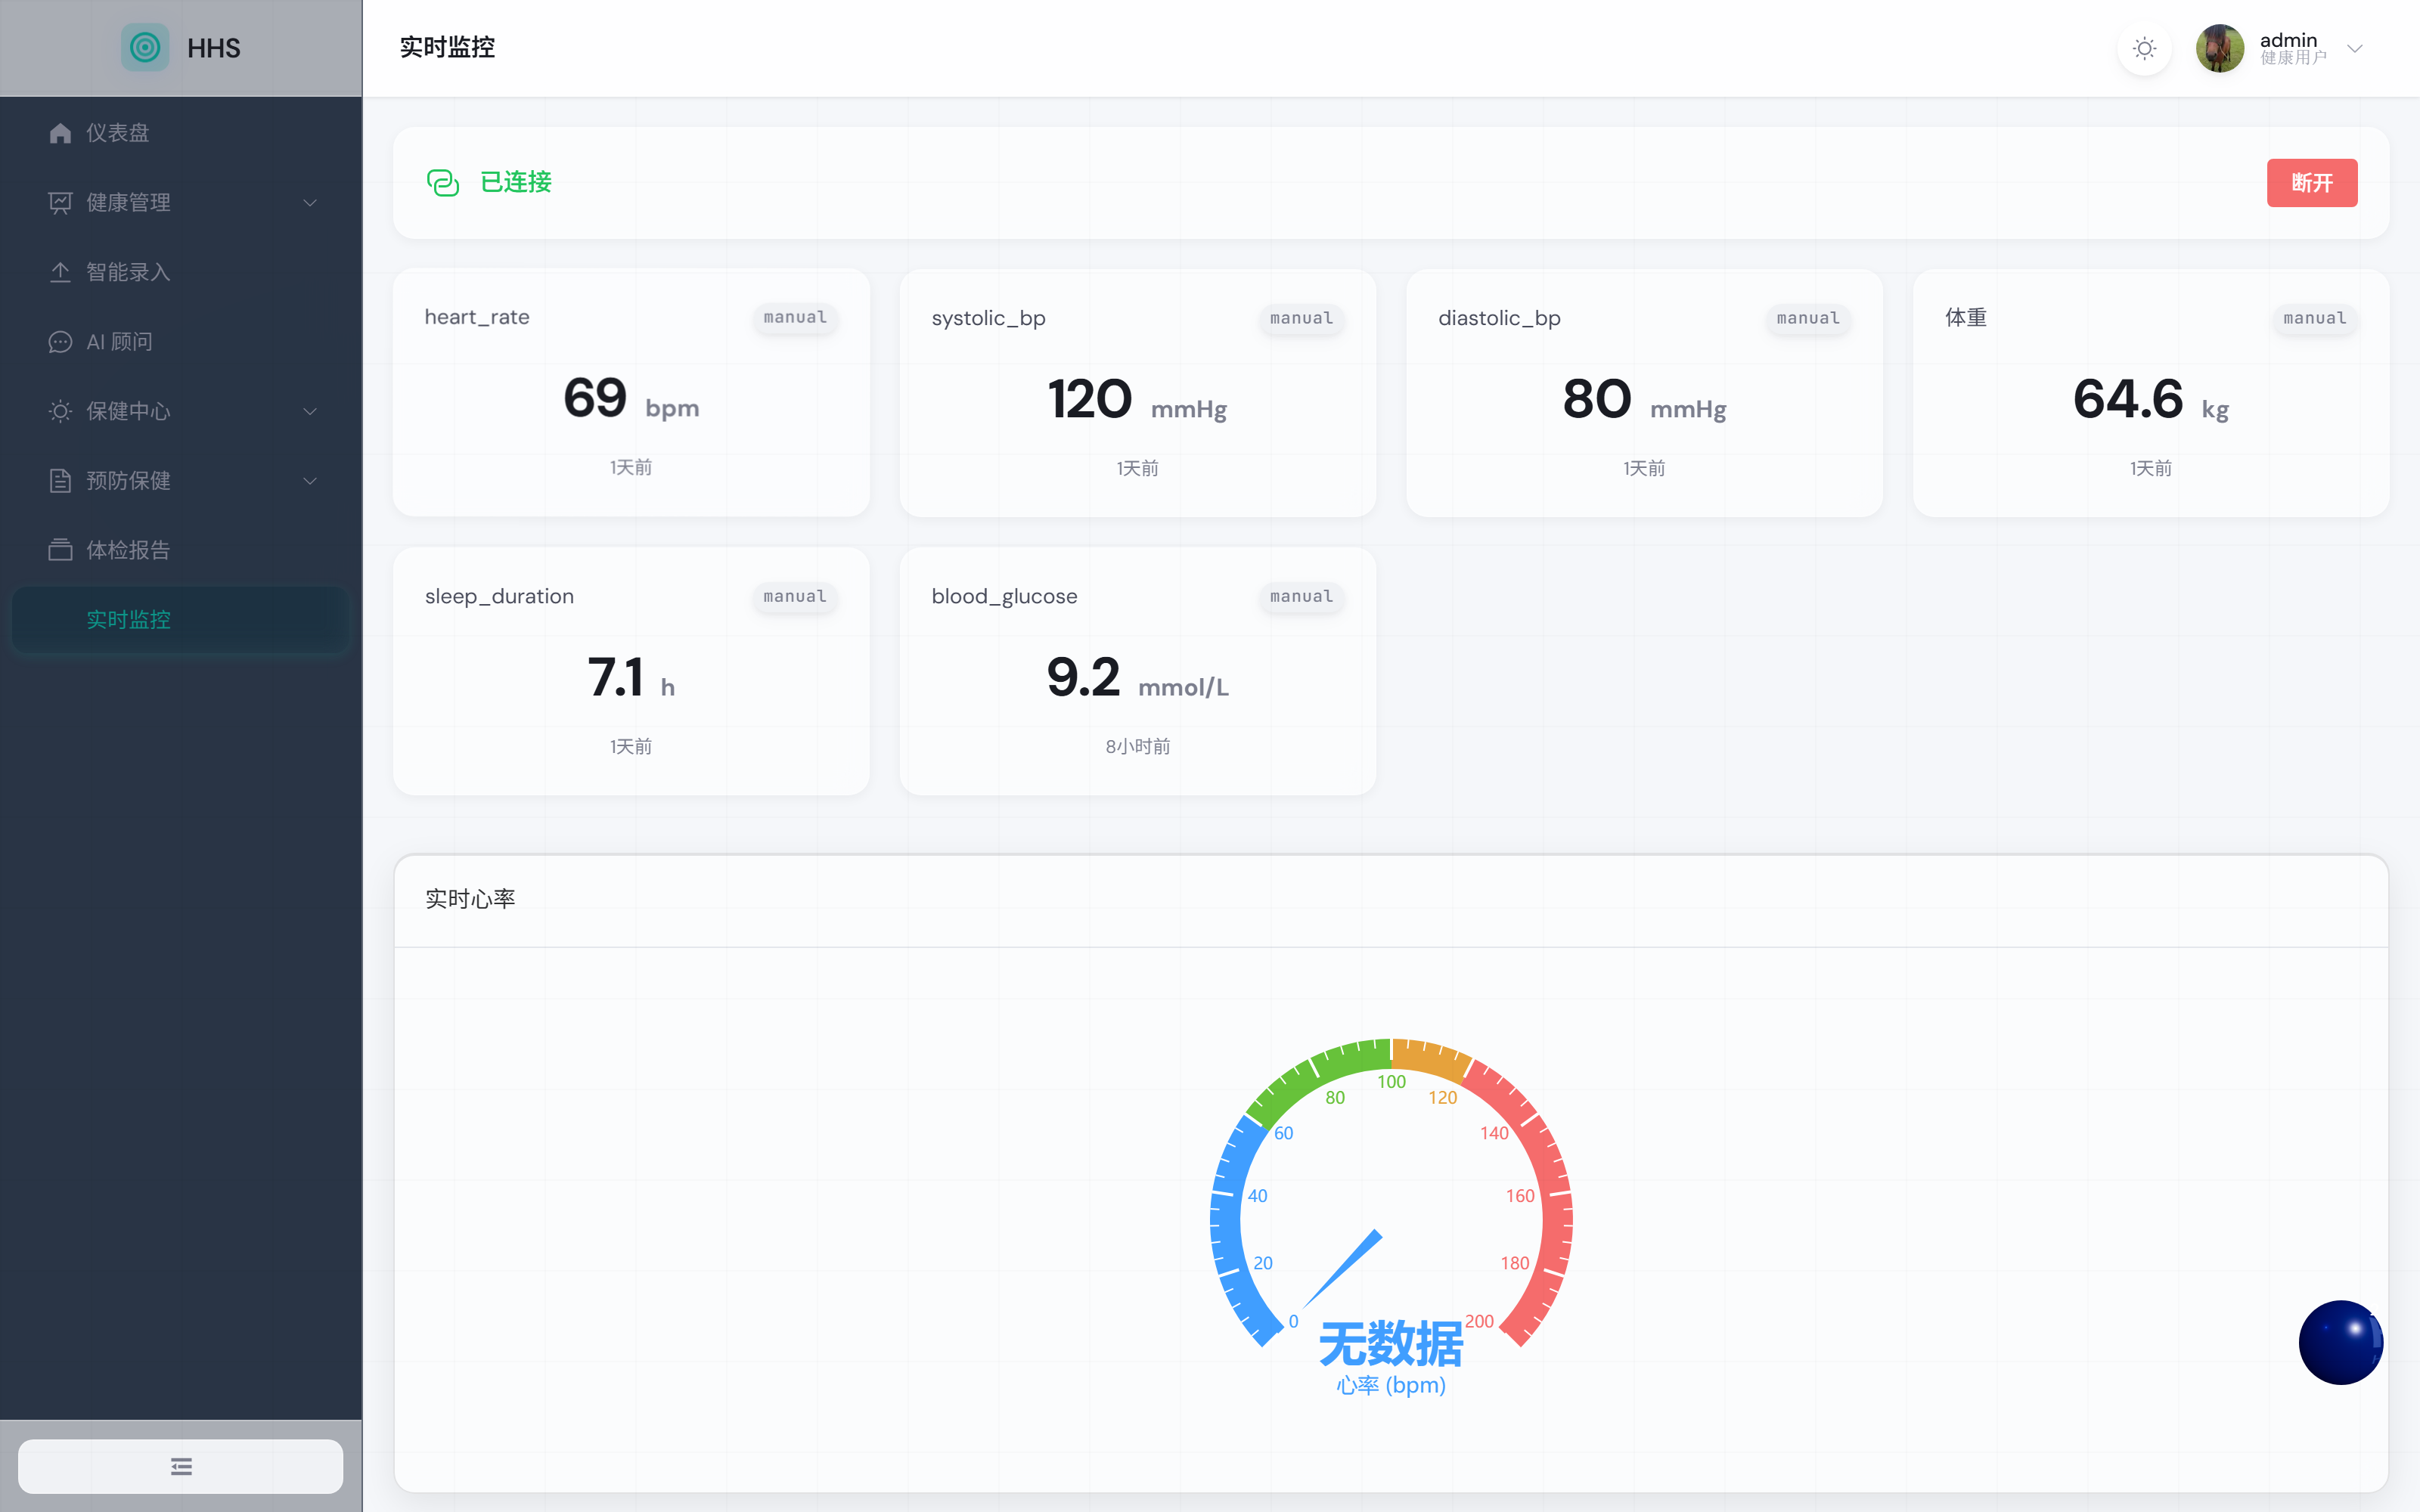 HHS
仪表盘
健康管理
智能录入
AI 顾问
保健中心
预防保健
体检报告
实时监控
实时监控
admin
健康用户
已连接
断开
heart_rate
manual
69 bpm
1天前
systolic_bp
manual
120 mmHg
1天前
diastolic_bp
manual
80 mmHg
1天前
体重
manual
64.6 kg
1天前
sleep_duration
manual
7.1 h
1天前
blood_glucose
manual
9.2 mmol/L
8小时前
实时心率
0
20
40
60
80
100
120
140
160
180
200
无数据
心率 (bpm)